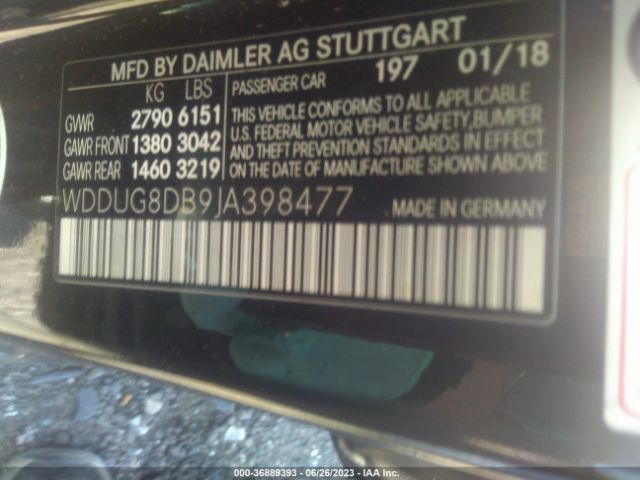 MFD BY DAIMLER AG STUTTGART
KG LBS
GVWR 2790 6151
GAWR FRONT 1380 3042
GAWR REAR 1460 3219
PASSENGER CAR 197 01/18
THIS VEHICLE CONFORMS TO ALL APPLICABLE
U.S. FEDERAL MOTOR VEHICLE SAFETY,BUMPER
AND THEFT PREVENTION STANDARDS IN EFFECT
ON THE DATE OF MANUFACTURE SHOWN ABOVE.
WDDUG8DB9JA398477 MADE IN GERMANY
000-36889393 - 06/26/2023 - IAA Inc.